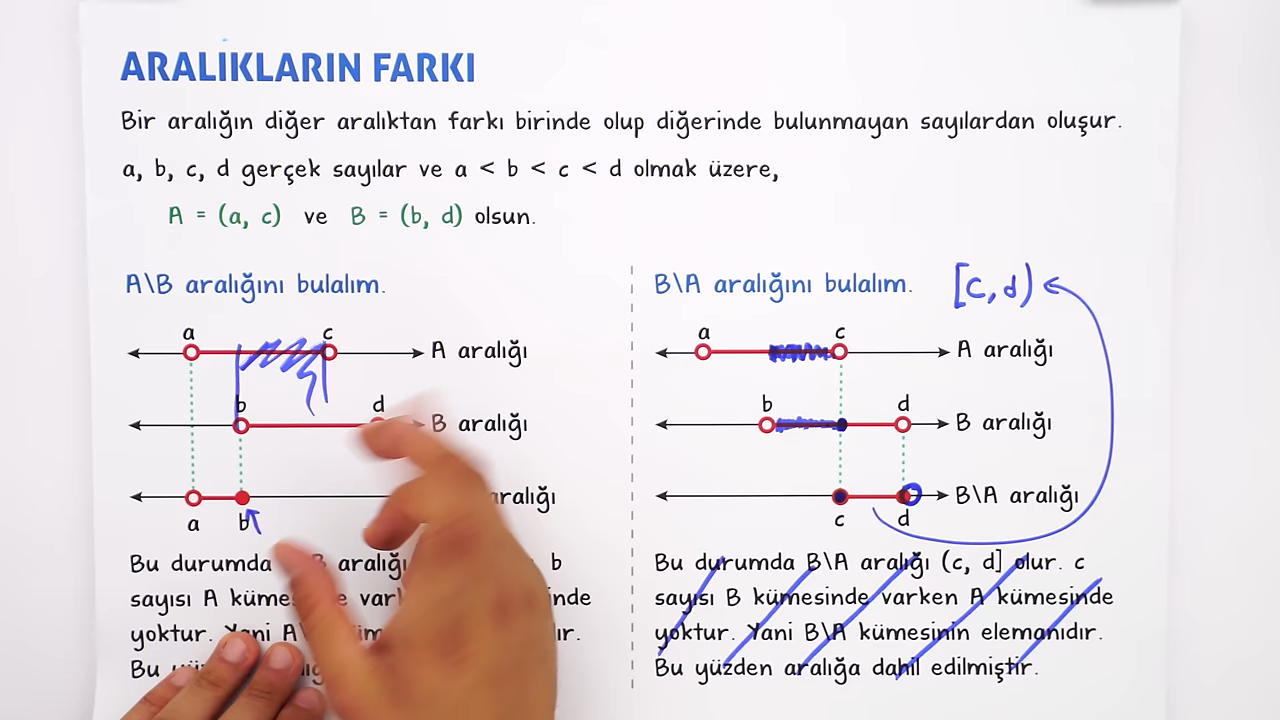 ARALIKLARIN FARKI
Bir aralığın diğer aralıktan farkı birinde olup diğerinde bulunmayan sayılardan oluşur.
a, b, c, d gerçek sayılar ve a < b < c < d olmak üzere,
A = (a, c) ve B = (b, d) olsun.
A\B aralığını bulalım.
a c
A aralığı
b d
B aralığı
a b
Bu durumda aralığı b
sayısı A
yoktur. Yani
Bu
B\A aralığını bulalım. [c, d)
a c
A aralığı
b d
B aralığı
B\A aralığı
c d
Bu durumda B\A aralığı (c, d] olur. c
sayısı B kümesinde varken A kümesinde
yoktur. Yani B\A kümesinin elemanıdır.
Bu yüzden aralığa dahil edilmiştir.